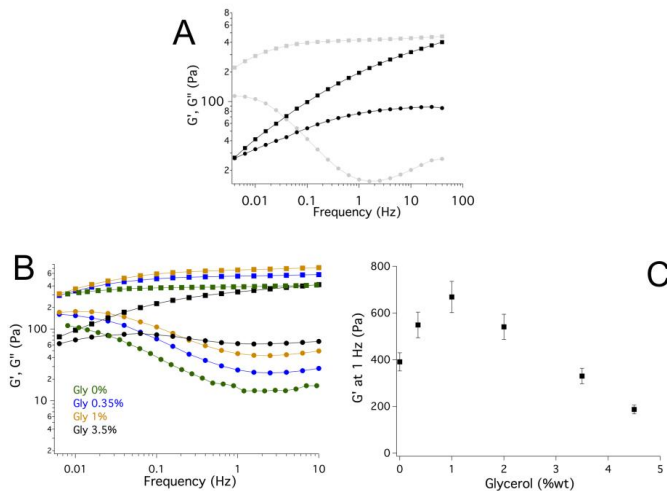 A
G', G" (Pa)
8
6
4
2
100
8
6
4
2
0.01 0.1 1 10 100
Frequency (Hz)
B
G', G" (Pa)
6
4
2
100
6
4
2
10
6
4
2
Gly 0%
Gly 0.35%
Gly 1%
Gly 3.5%
0.01 0.1 1 10
Frequency (Hz)
C
G' at 1 Hz (Pa)
800
600
400
200
0
0 1 2 3 4 5
Glycerol (%wt)